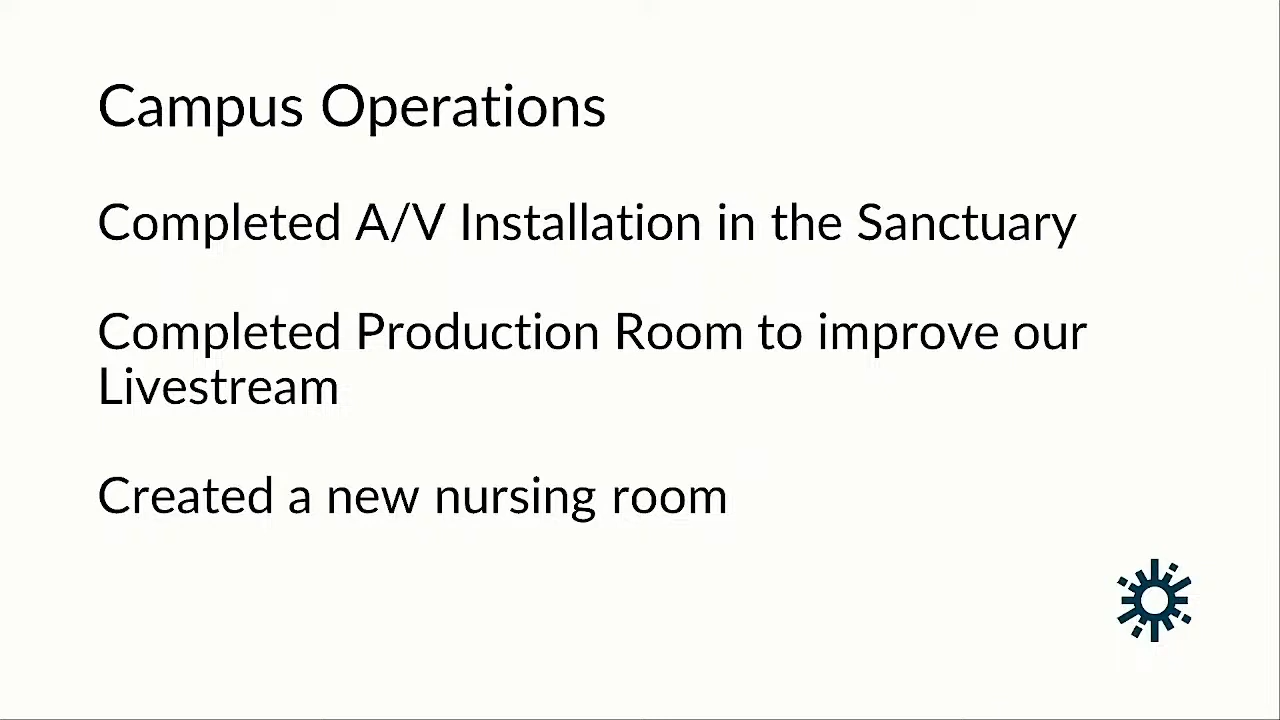 Campus Operations
Completed A/V Installation in the Sanctuary
Completed Production Room to improve our
Livestream
Created a new nursing room